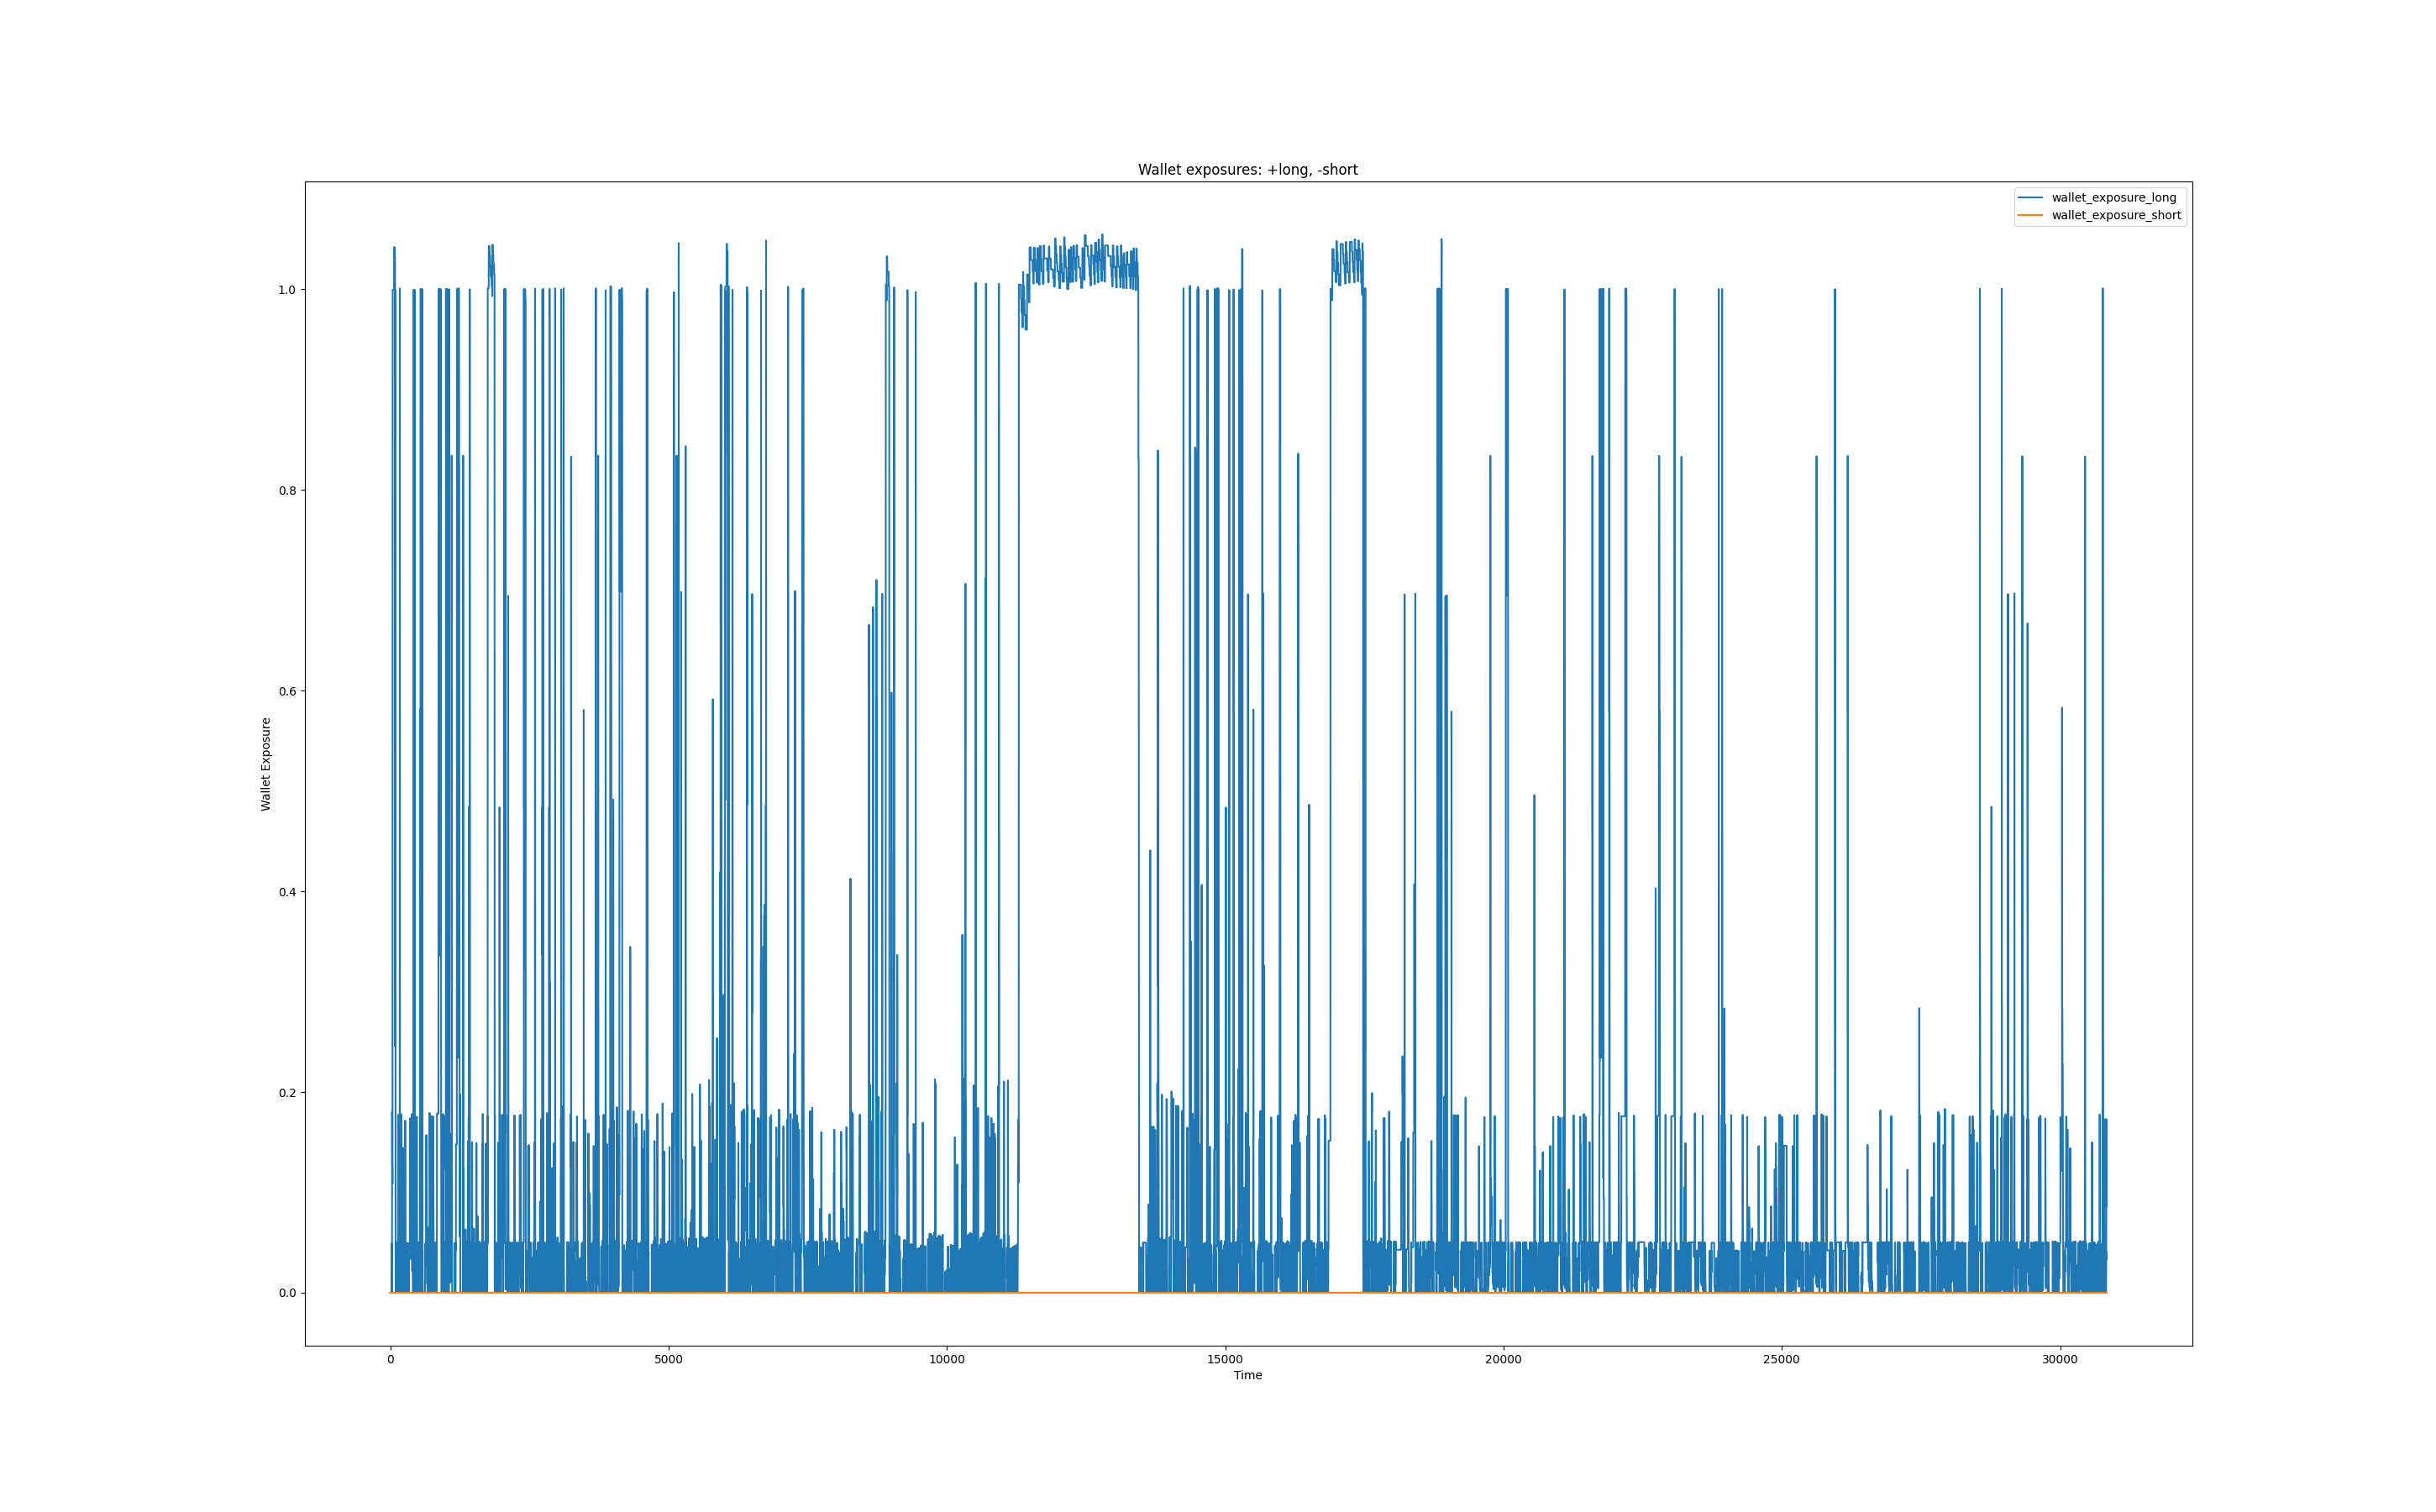 Wallet exposures: +long, -short
wallet_exposure_long
wallet_exposure_short
1.0
0.8
0.6
0.4
0.2
0.0
Wallet Exposure
0 5000 10000 15000 20000 25000 30000
Time